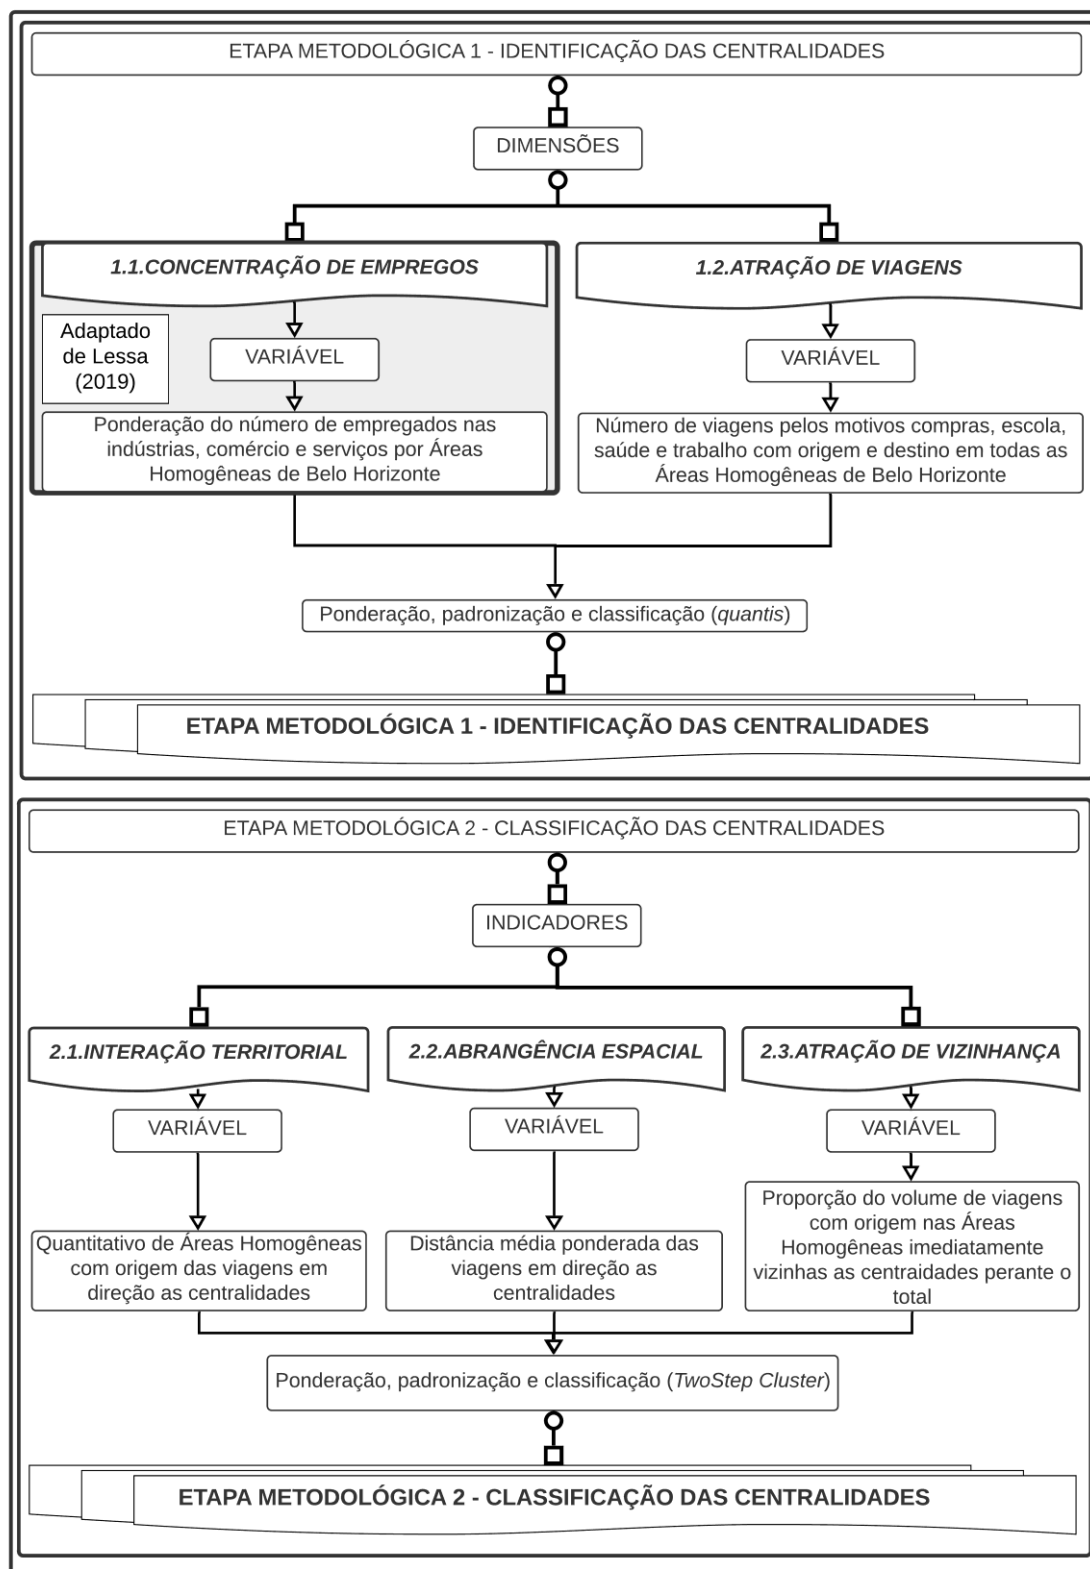 ETAPA METODOLÓGICA 1 - IDENTIFICAÇÃO DAS CENTRALIDADES
DIMENSÕES
1.1.CONCENTRAÇÃO DE EMPREGOS
1.2.ATRAÇÃO DE VIAGENS
Adaptado
de Lessa
(2019)
VARIÁVEL
VARIÁVEL
Ponderação do número de empregados nas
indústrias, comércio e serviços por Áreas
Homogêneas de Belo Horizonte
Número de viagens pelos motivos compras, escola,
saúde e trabalho com origem e destino em todas as
Áreas Homogêneas de Belo Horizonte
Ponderação, padronização e classificação (quantis)
ETAPA METODOLÓGICA 1 - IDENTIFICAÇÃO DAS CENTRALIDADES
ETAPA METODOLÓGICA 2 - CLASSIFICAÇÃO DAS CENTRALIDADES
INDICADORES
2.1.INTERAÇÃO TERRITORIAL
2.2.ABRANGÊNCIA ESPACIAL
2.3.ATRAÇÃO DE VIZINHANÇA
VARIÁVEL
VARIÁVEL
VARIÁVEL
Quantitativo de Áreas Homogêneas
com origem das viagens em
direção as centralidades
Distância média ponderada das
viagens em direção as
centralidades
Proporção do volume de viagens
com origem nas Áreas
Homogêneas imediatamente
vizinhas as centraidades perante o
total
Ponderação, padronização e classificação (TwoStep Cluster)
ETAPA METODOLÓGICA 2 - CLASSIFICAÇÃO DAS CENTRALIDADES